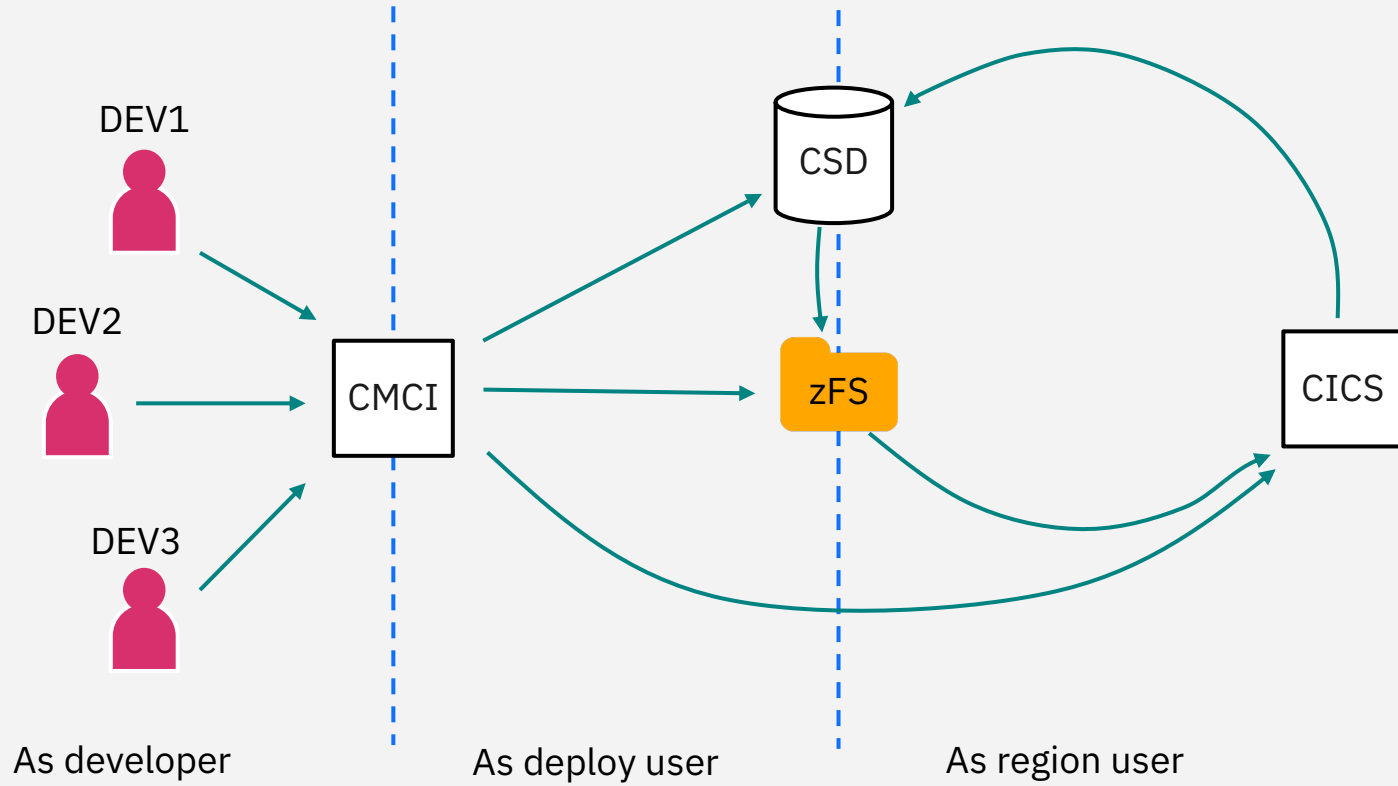 DEV1
CSD
DEV2
CMCI
zFS
CICS
DEV3
As developer
As deploy user
As region user